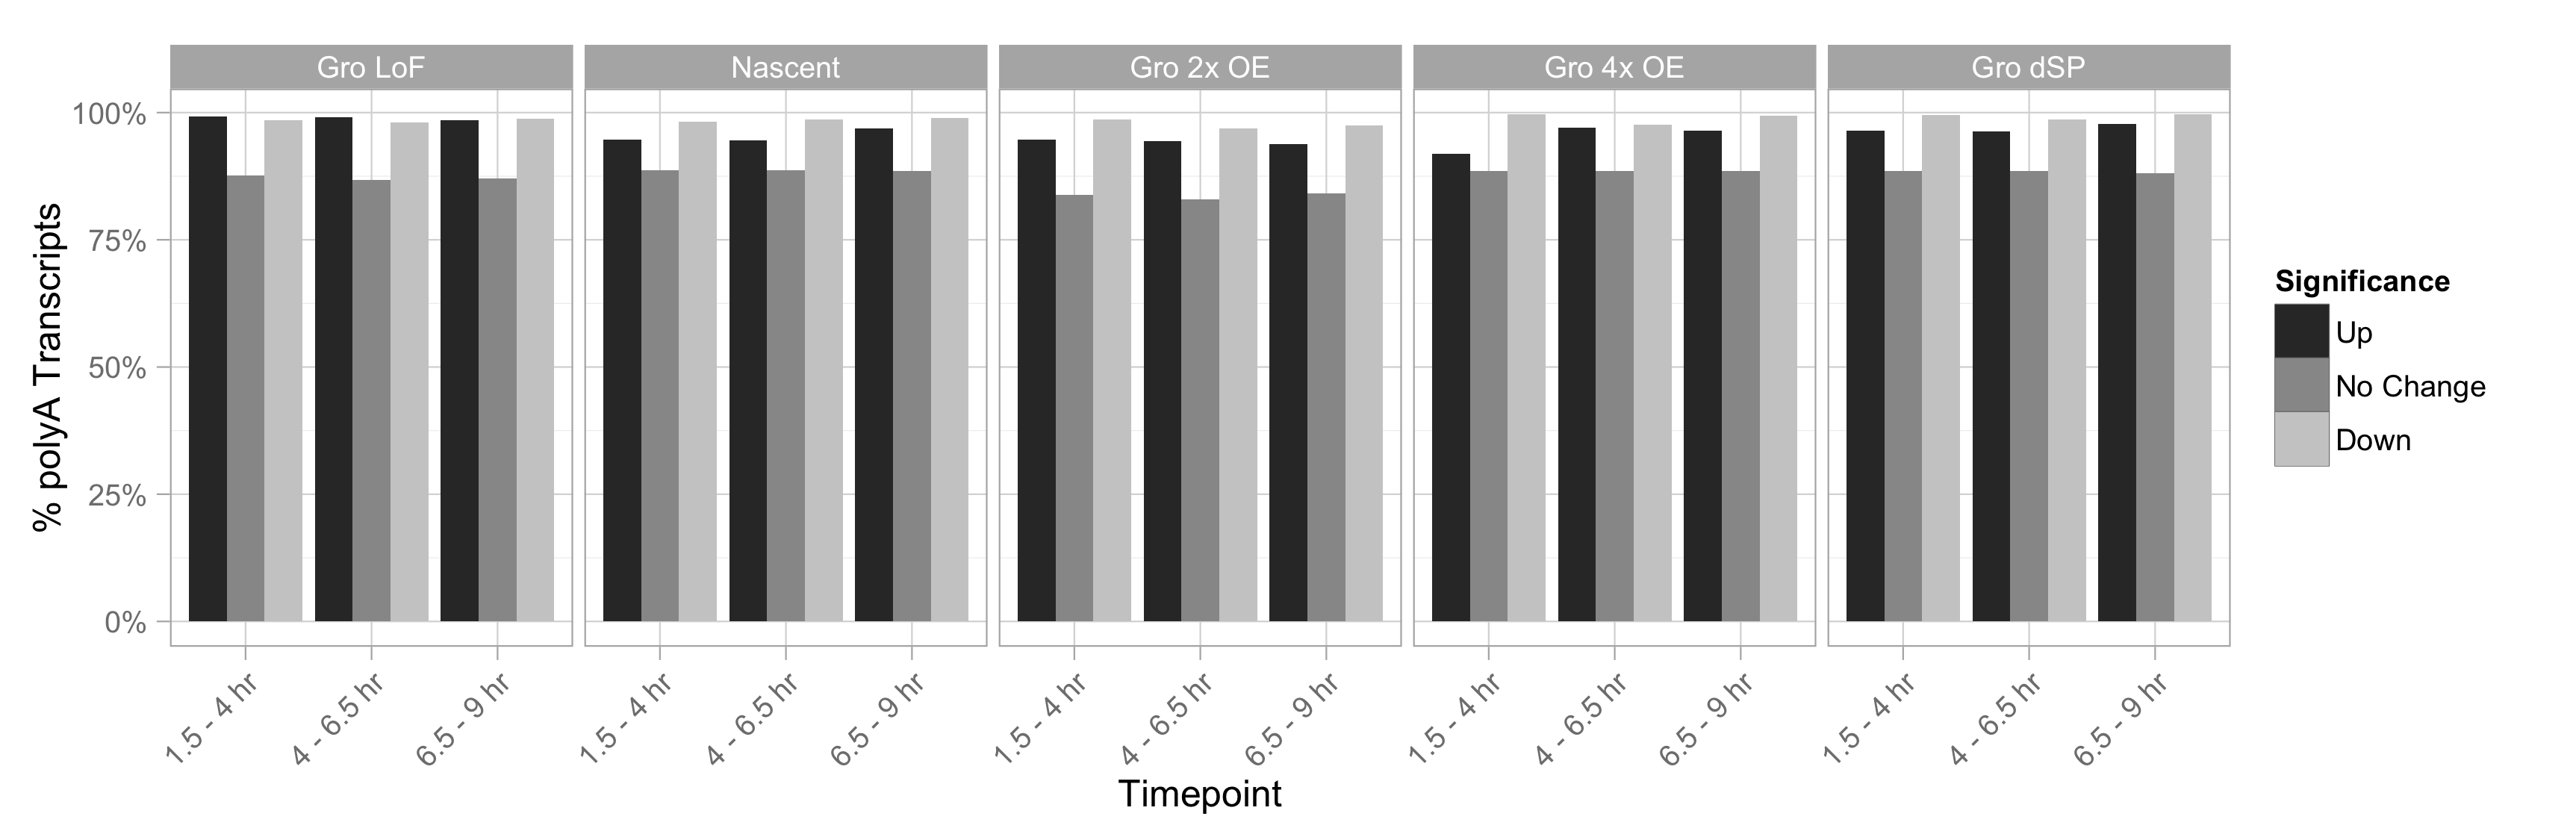 Gro LoF
Nascent
Gro 2x OE
Gro 4x OE
Gro dSP
% polyA Transcripts
100%
75%
50%
25%
0%
1.5 - 4 hr
4 - 6.5 hr
6.5 - 9 hr
1.5 - 4 hr
4 - 6.5 hr
6.5 - 9 hr
1.5 - 4 hr
4 - 6.5 hr
6.5 - 9 hr
1.5 - 4 hr
4 - 6.5 hr
6.5 - 9 hr
1.5 - 4 hr
4 - 6.5 hr
6.5 - 9 hr
Timepoint
Significance
Up
No Change
Down